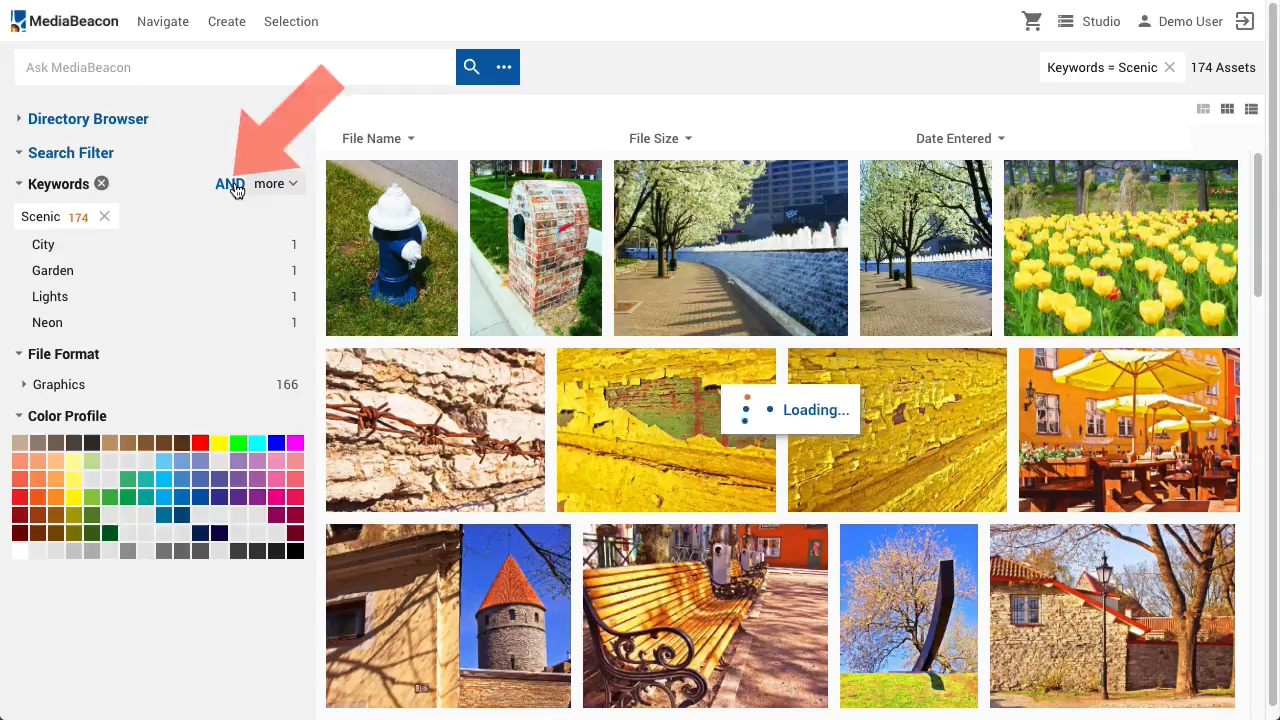 MediaBeacon Navigate Create Selection Studio Demo User
Ask MediaBeacon Keywords = Scenic 174 Assets
Directory Browser
File Name File Size Date Entered
Search Filter
Keywords AND more
Scenic 174
City 1
Garden 1
Lights 1
Neon 1
File Format
Graphics 166
Loading...
Color Profile